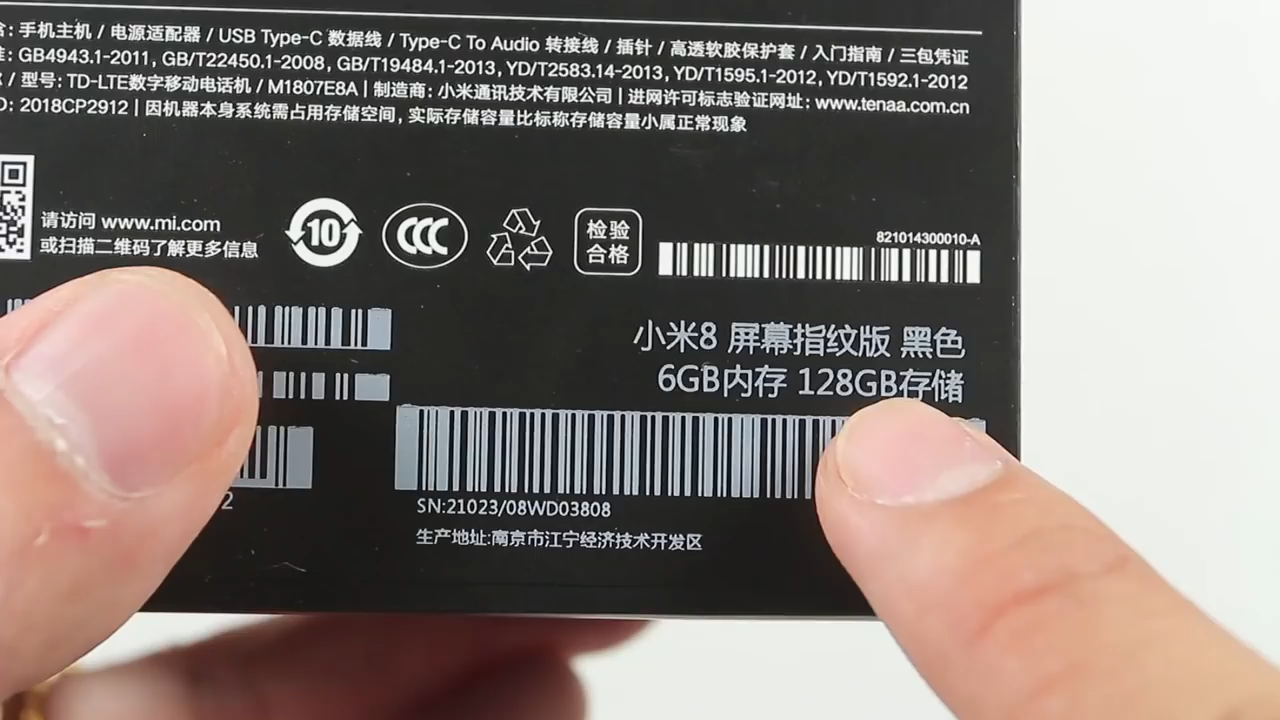 : 手机主机 / 电源适配器 / USB Type-C 数据线 / Type-C To Audio 转接线 / 插针 / 高透软胶保护套 / 入门指南 / 三包凭证
: GB4943.1-2011, GB/T22450.1-2008, GB/T19484.1-2013, YD/T2583.14-2013, YD/T1595.1-2012, YD/T1592.1-2012
/ 型号: TD-LTE数字移动电话机 / M1807E8A | 制造商: 小米通讯技术有限公司 | 进网许可标志验证网址: www.tenaa.com.cn
D: 2018CP2912 | 因机器本身系统需占用存储空间, 实际存储容量比标称存储容量小属正常现象
请访问 www.mi.com
或扫描二维码了解更多信息
10
CCC
检验
合格
821014300010-A
小米8 屏幕指纹版 黑色
6GB内存 128GB存储
2
SN:21023/08WD03808
生产地址:南京市江宁经济技术开发区